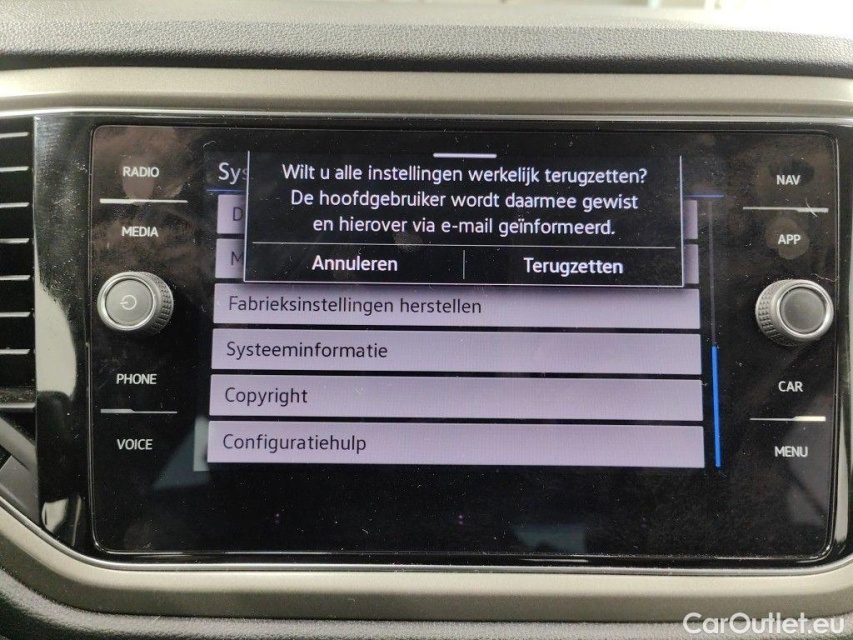 RADIO
MEDIA
PHONE
VOICE
Sys
Wilt u alle instellingen werkelijk terugzetten?
De hoofdgebruiker wordt daarmee gewist
en hierover via e-mail geïnformeerd.
Annuleren
Terugzetten
D
M
Fabrieksinstellingen herstellen
Systeeminformatie
Copyright
Configuratiehulp
NAV
APP
CAR
MENU
CarOutlet.eu